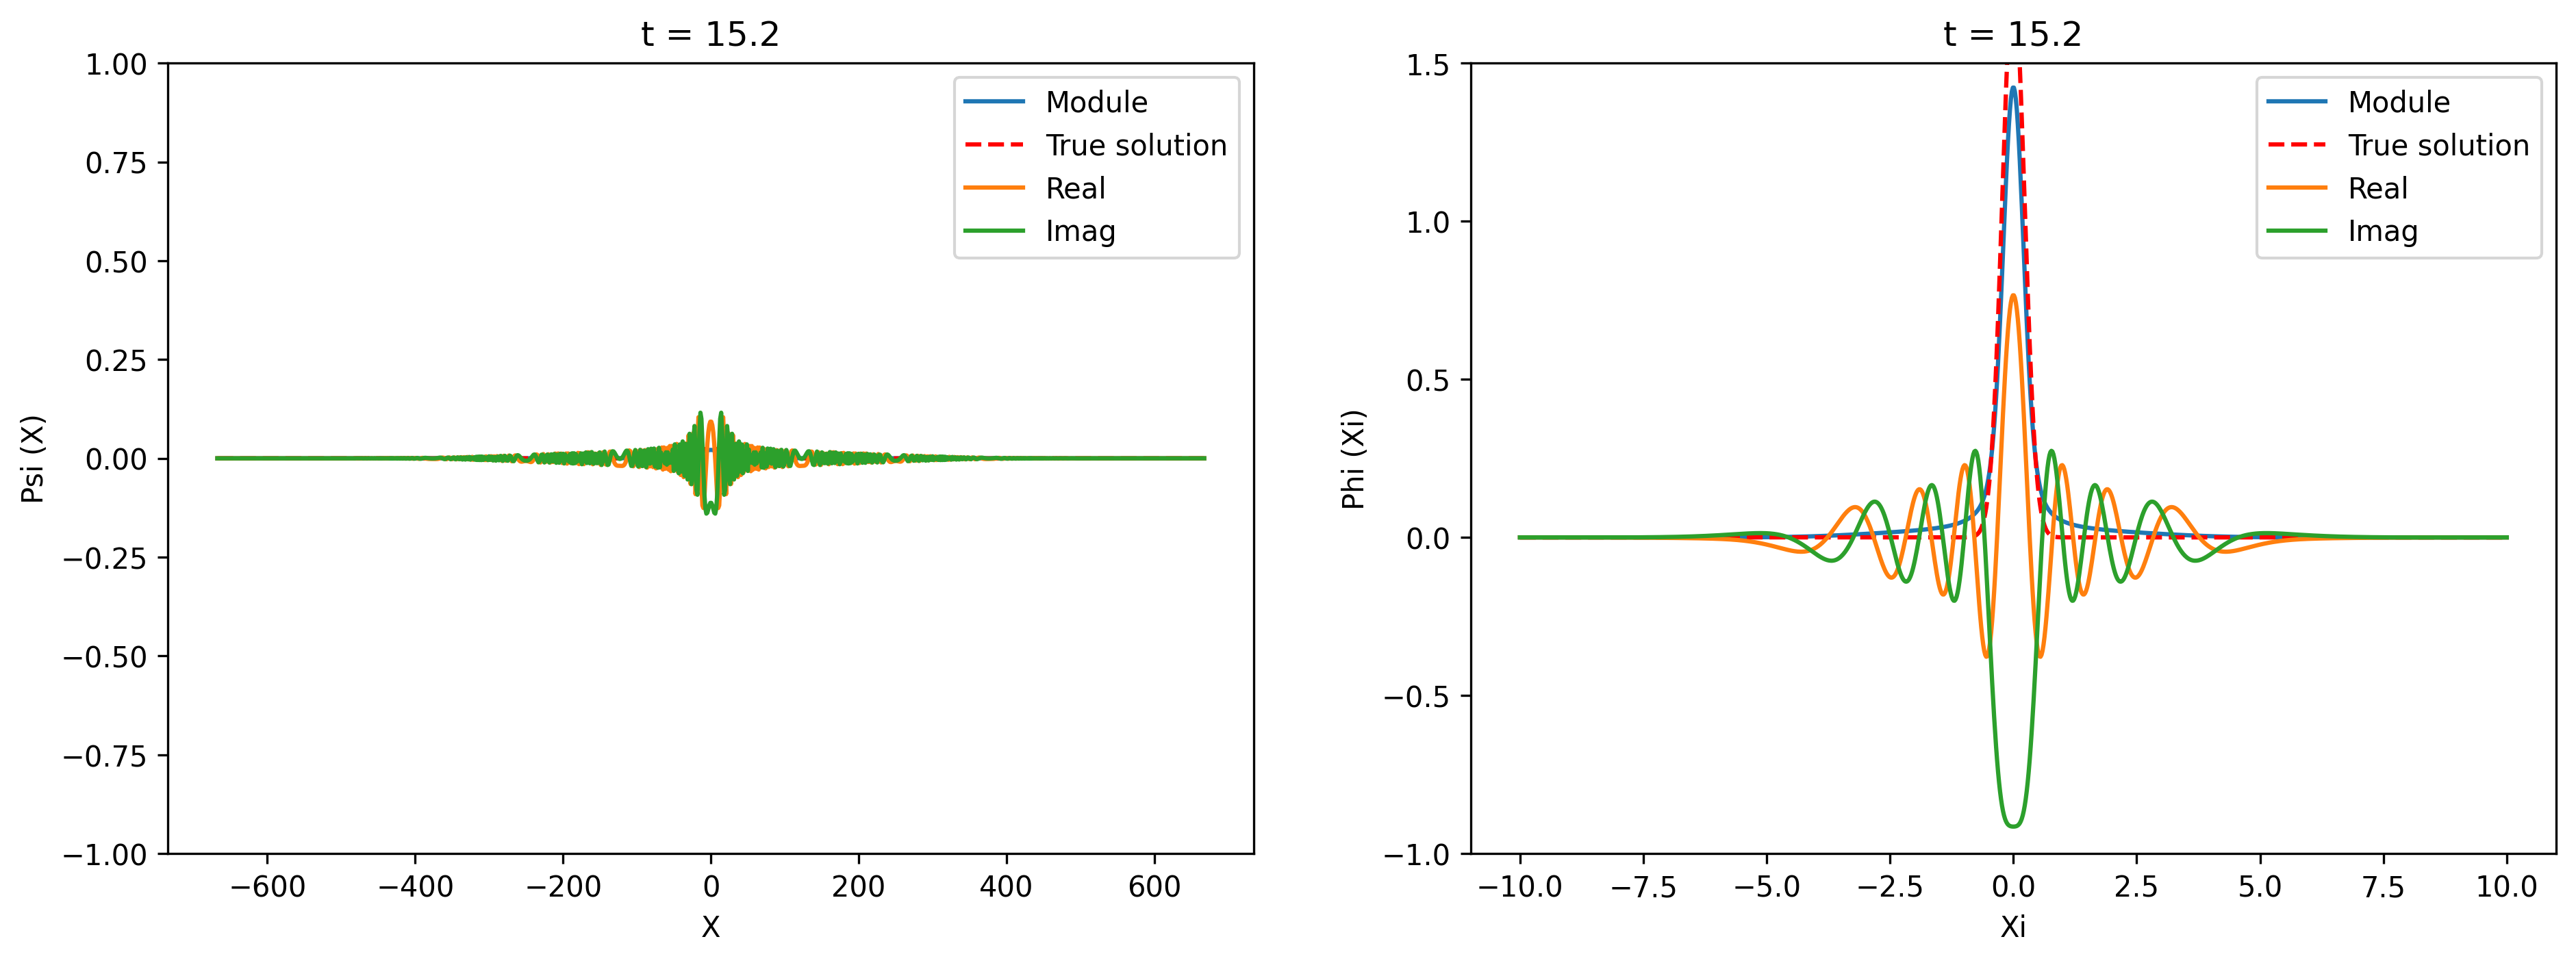 t = 15.2
1.00
0.75
0.50
0.25
0.00
−0.25
−0.50
−0.75
−1.00
Psi (X)
−600
−400
−200
0
200
400
600
X
Module
True solution
Real
Imag
t = 15.2
1.5
1.0
0.5
0.0
−0.5
−1.0
Phi (Xi)
−10.0
−7.5
−5.0
−2.5
0.0
2.5
5.0
7.5
10.0
Xi
Module
True solution
Real
Imag